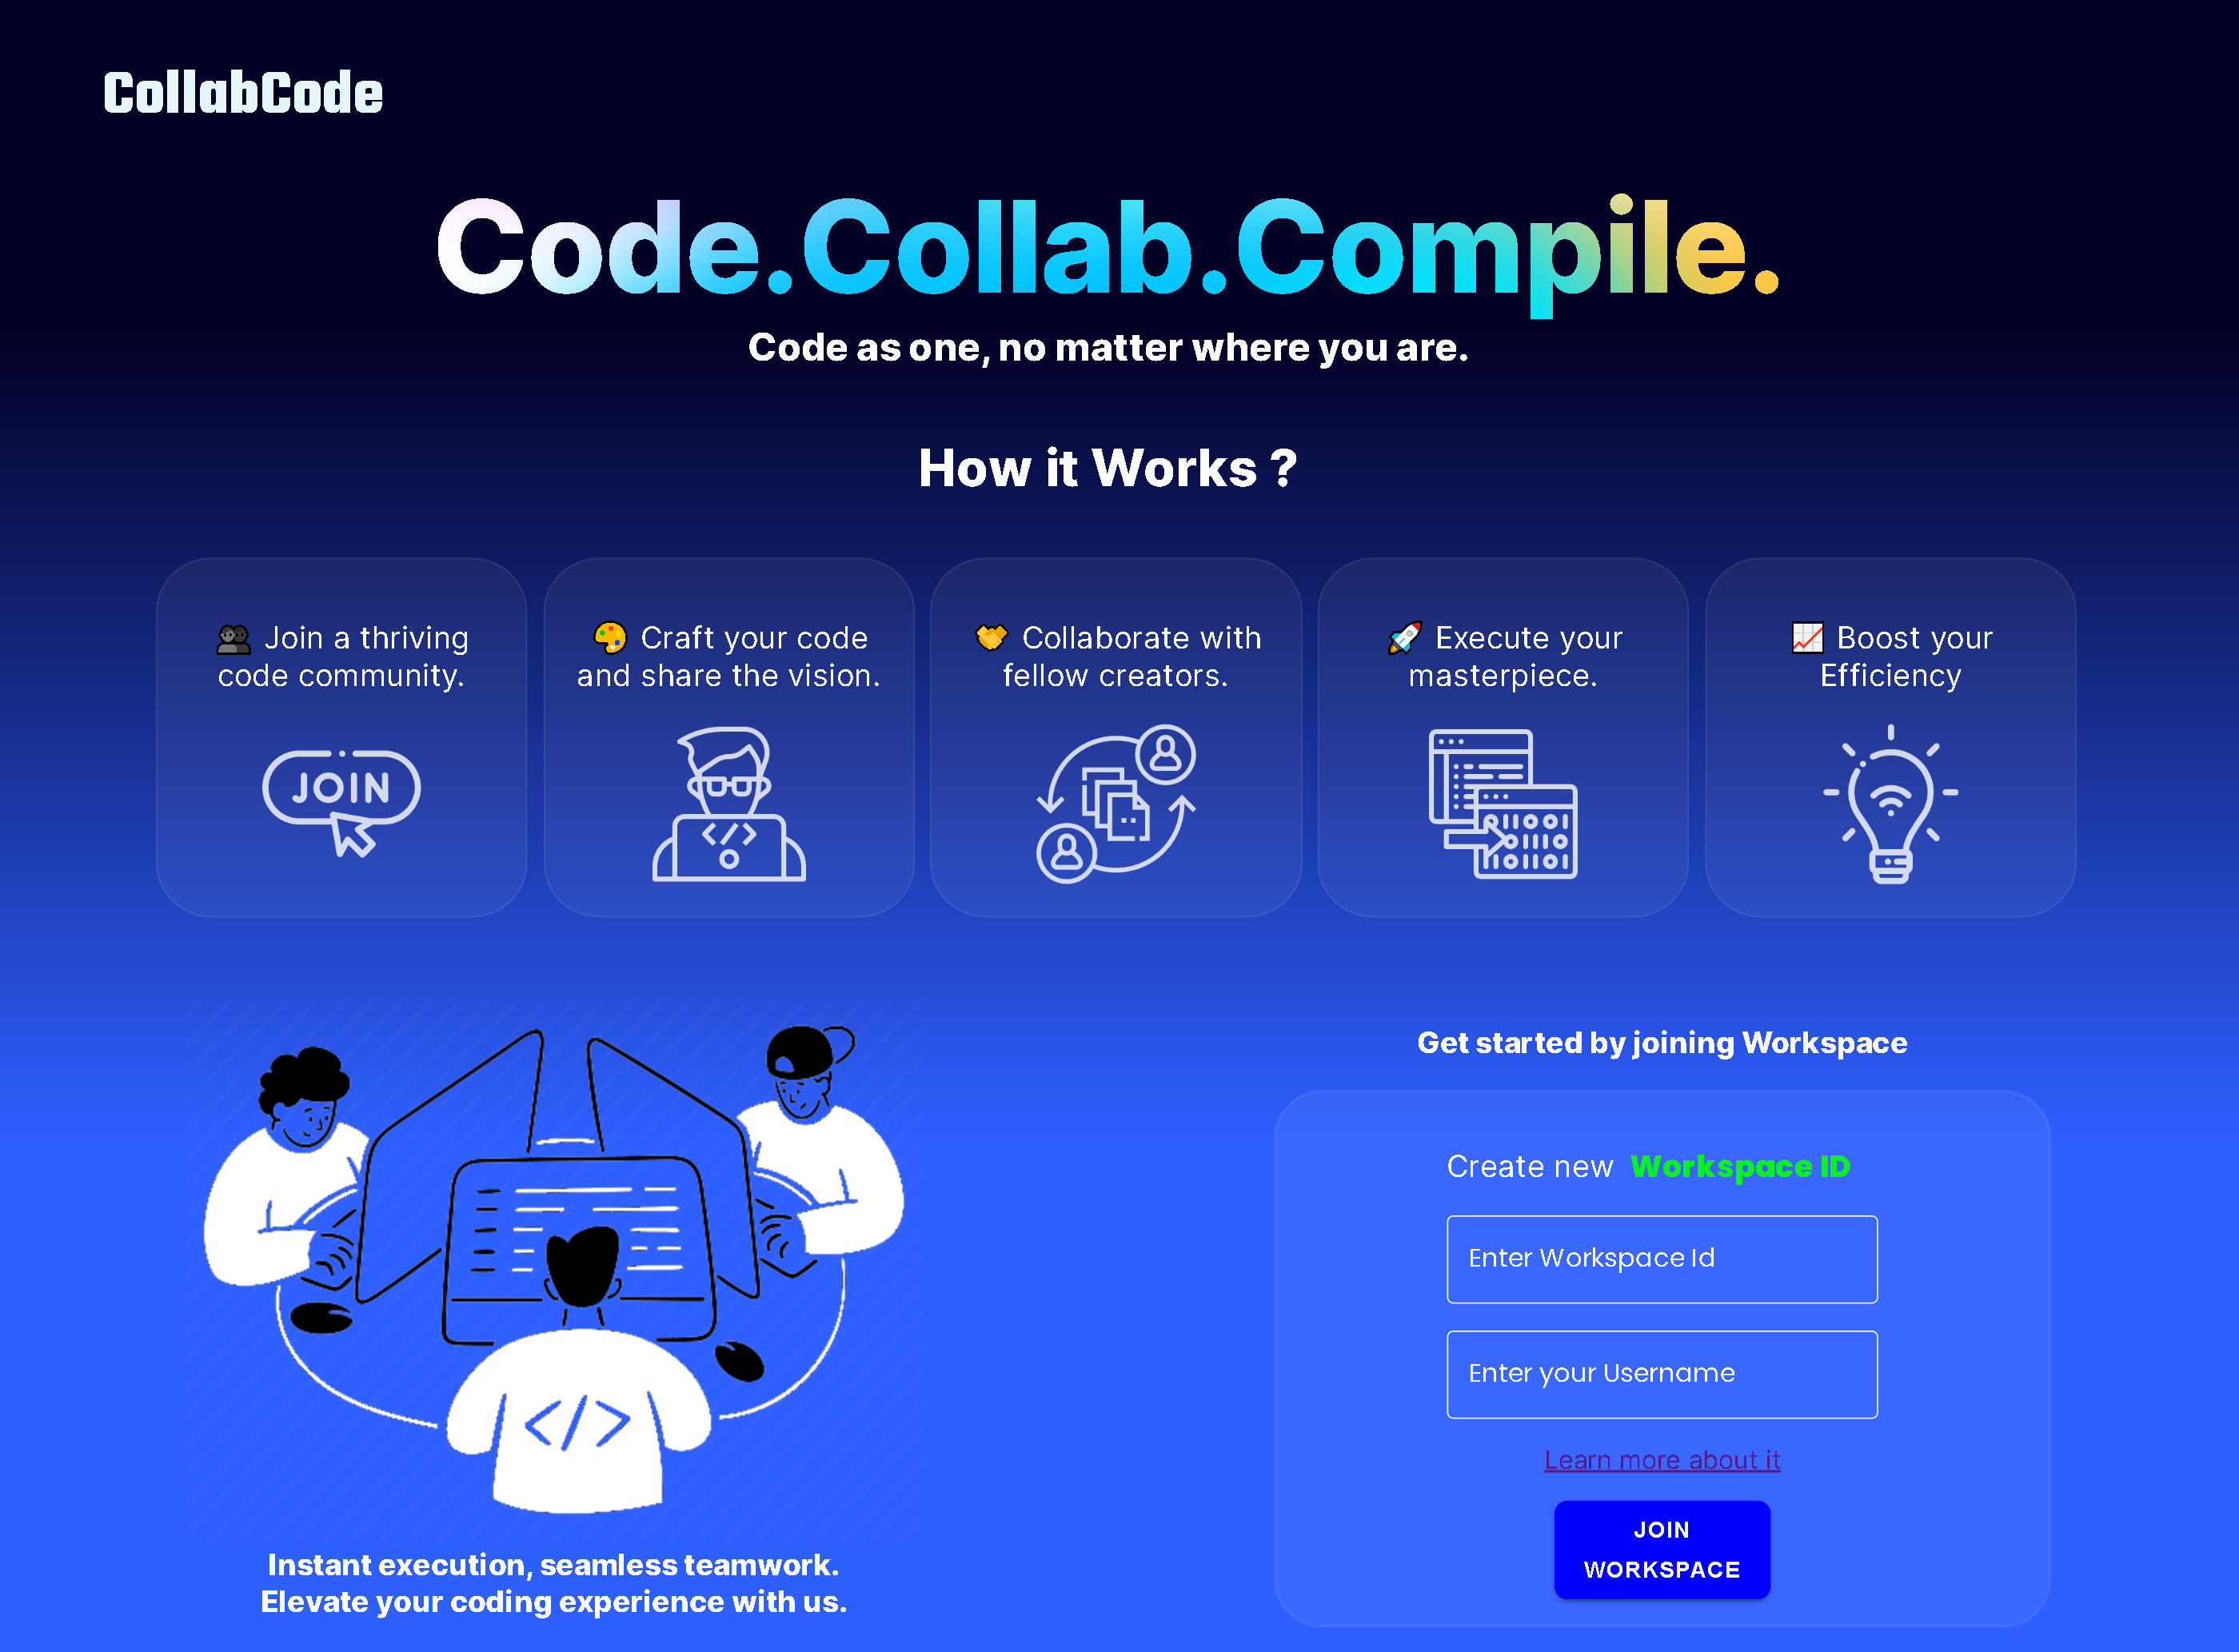 CollabCode
Code.Collab.Compile.
Code as one, no matter where you are.
How it Works ?
👥 Join a thriving
code community.
JOIN
🎨 Craft your code
and share the vision.
</>
🤝 Collaborate with
fellow creators.
🚀 Execute your
masterpiece.
📈 Boost your
Efficiency
</>
Instant execution, seamless teamwork.
Elevate your coding experience with us.
Get started by joining Workspace
Create new Workspace ID
Enter Workspace Id
Enter your Username
Learn more about it
JOIN
WORKSPACE